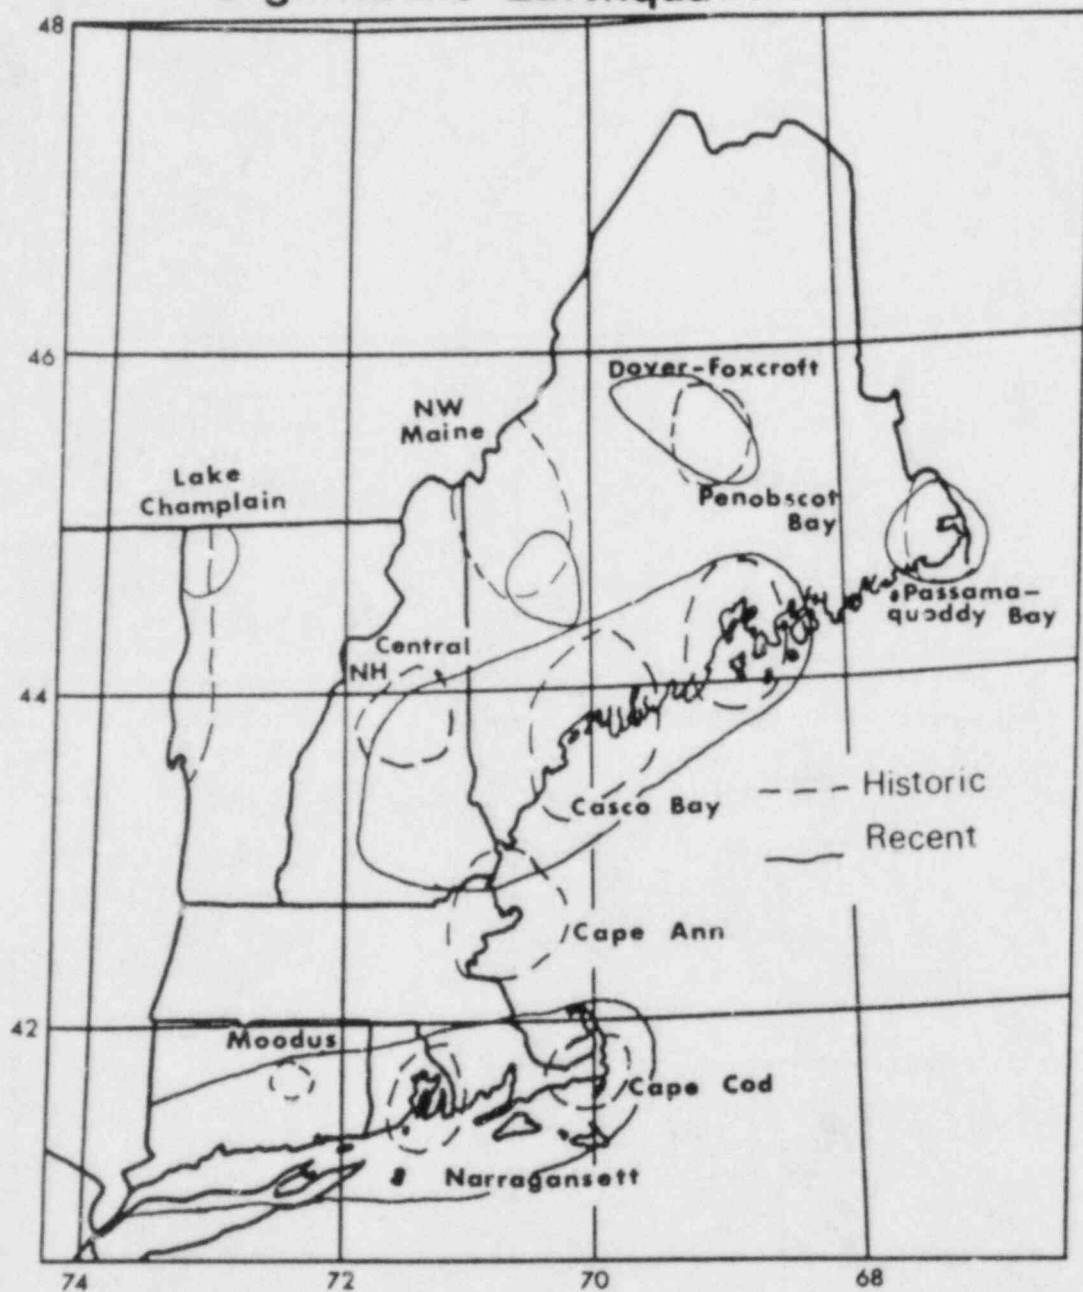 48
46
Dover-Foxcroft
NW
Maine
Lake
Champlain
Penobscot
Bay
Passama-
quoddy Bay
Central
NH
44
Historic
Casco Bay
Recent
Cape Ann
42
Moodus
Cape Cod
Narragansett
74
72
70
68